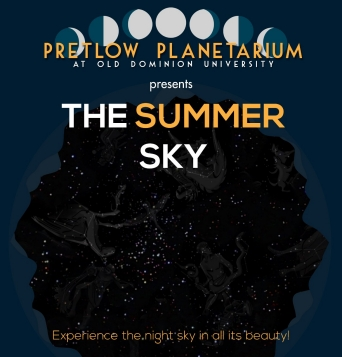 PRETLOW PLANETARIUM
AT OLD DOMINION UNIVERSITY
presents
THE SUMMER
SKY
Experience the night sky in all its beauty!